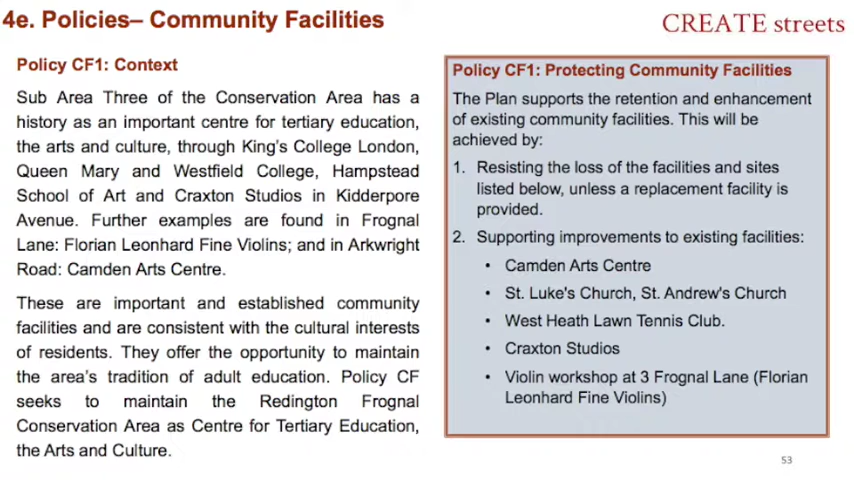 4e. Policies– Community Facilities
CREATE streets
Policy CF1: Context
Sub Area Three of the Conservation Area has a
history as an important centre for tertiary education,
the arts and culture, through King's College London,
Queen Mary and Westfield College, Hampstead
School of Art and Craxton Studios in Kidderpore
Avenue. Further examples are found in Frognal
Lane: Florian Leonhard Fine Violins; and in Arkwright
Road: Camden Arts Centre.
These are important and established community
facilities and are consistent with the cultural interests
of residents. They offer the opportunity to maintain
the area's tradition of adult education. Policy CF
seeks to maintain the Redington Frognal
Conservation Area as Centre for Tertiary Education,
the Arts and Culture.
Policy CF1: Protecting Community Facilities
The Plan supports the retention and enhancement
of existing community facilities. This will be
achieved by:
1. Resisting the loss of the facilities and sites
listed below, unless a replacement facility is
provided.
2. Supporting improvements to existing facilities:
• Camden Arts Centre
• St. Luke's Church, St. Andrew's Church
• West Heath Lawn Tennis Club.
• Craxton Studios
• Violin workshop at 3 Frognal Lane (Florian
Leonhard Fine Violins)
53